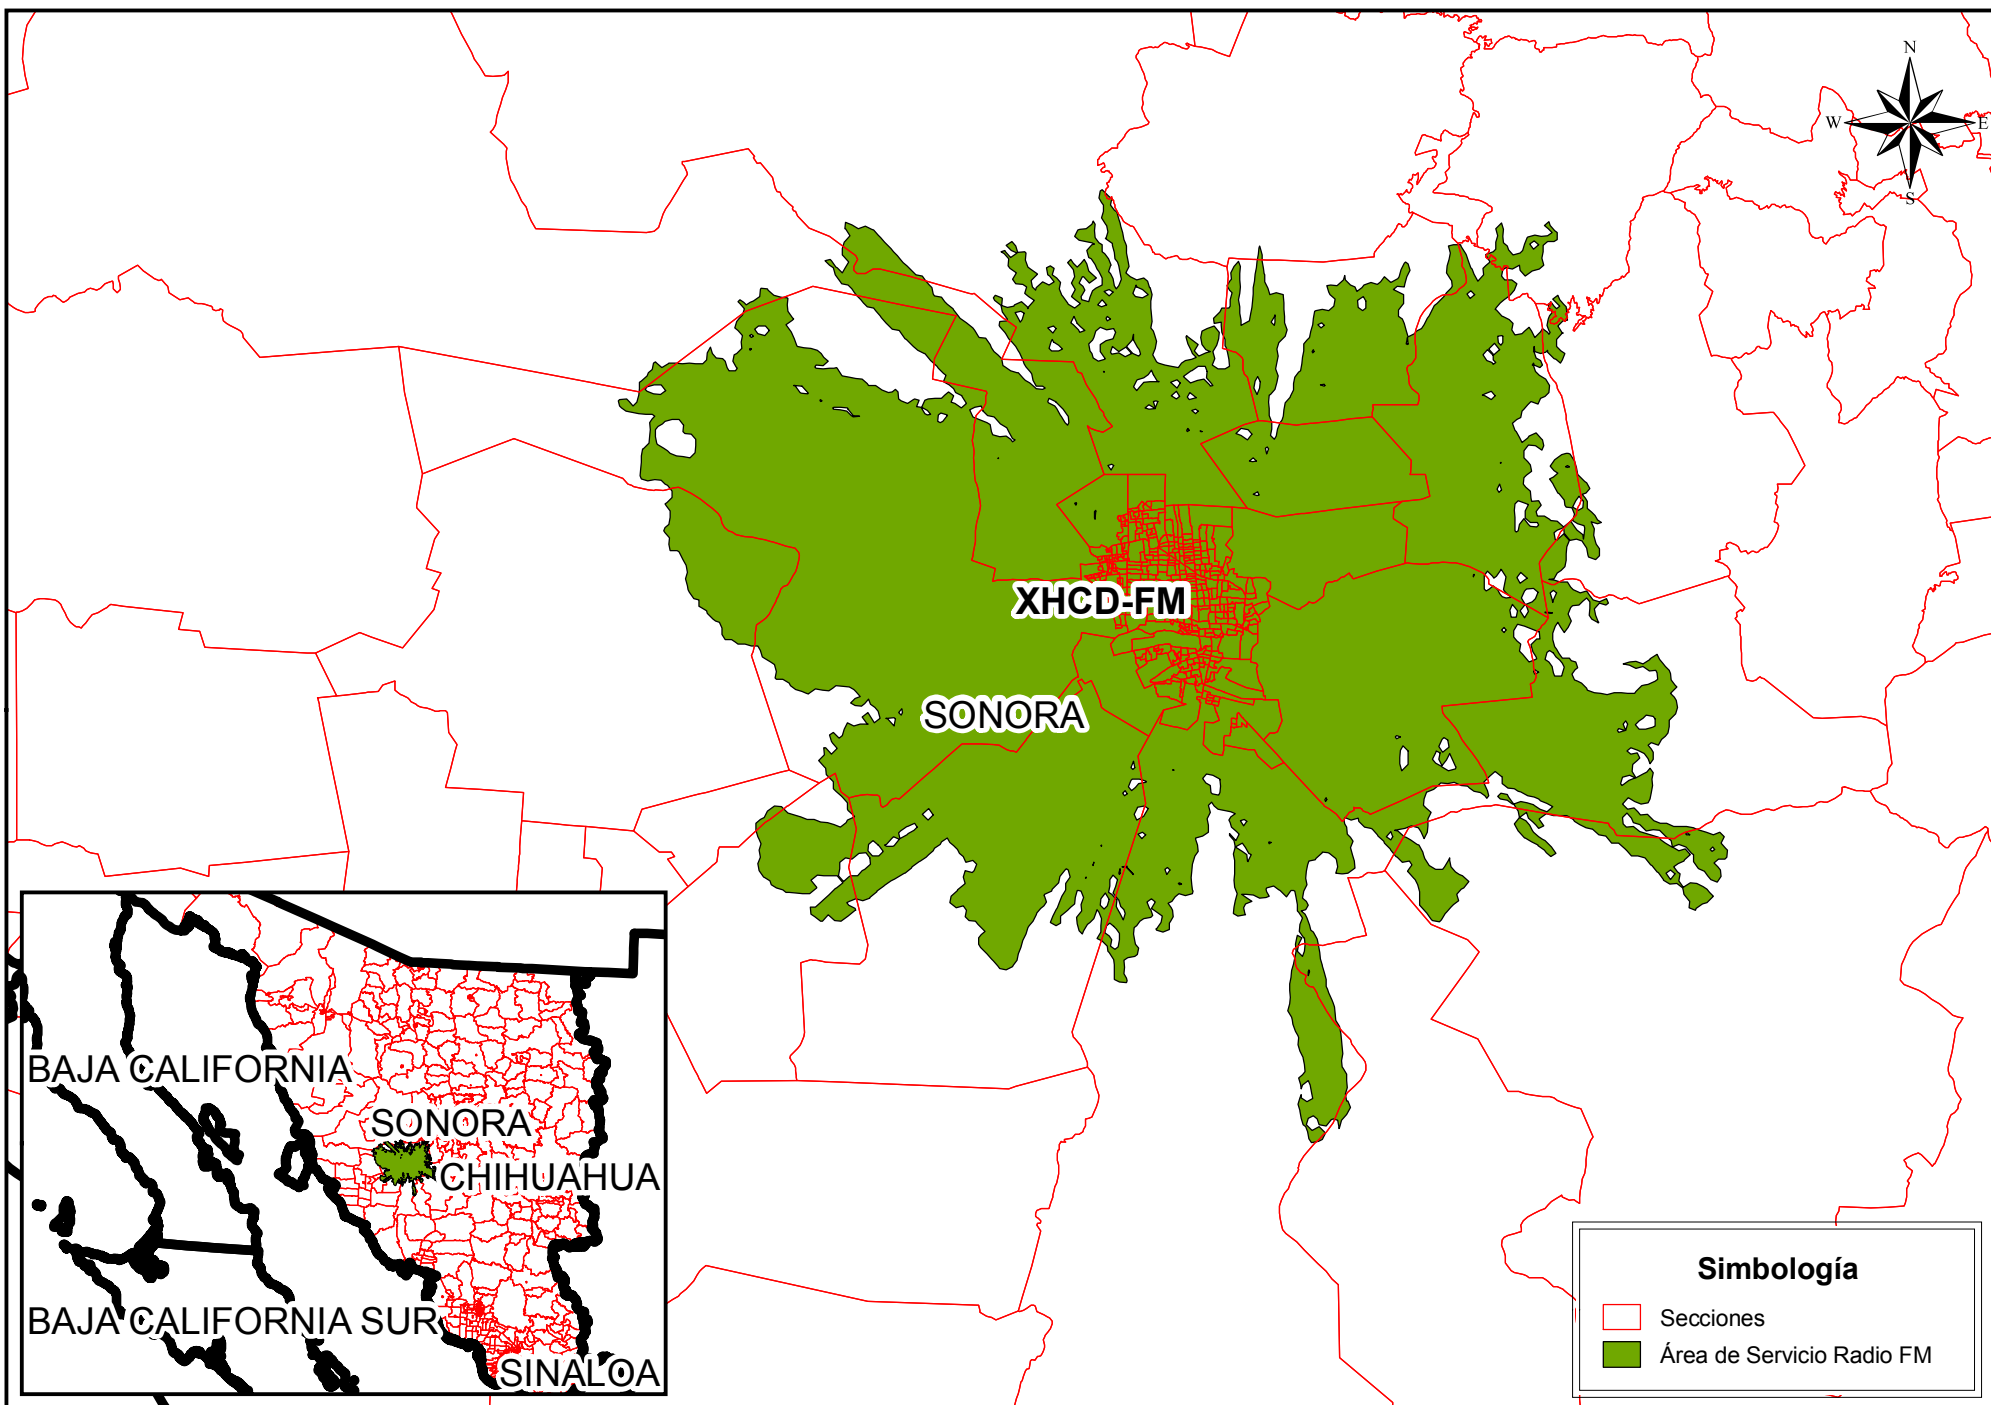 N
W E
S
XHCD-FM
SONORA
BAJA CALIFORNIA
SONORA
CHIHUAHUA
BAJA CALIFORNIA SUR
SINALOA
Simbología
Secciones
Área de Servicio Radio FM